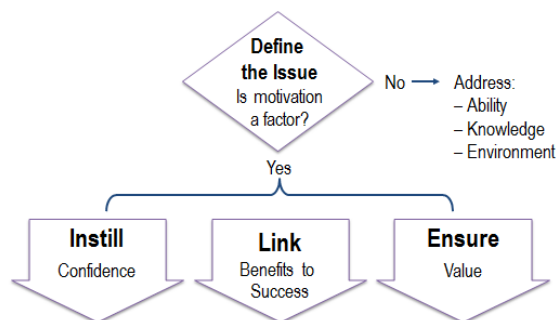 Define
the Issue
Is motivation
a factor?
No
Address:
– Ability
– Knowledge
– Environment
Yes
Instill
Confidence
Link
Benefits to
Success
Ensure
Value